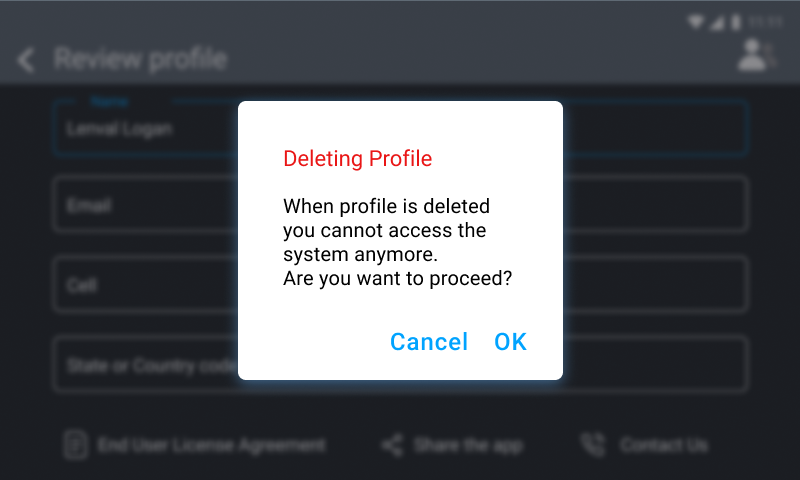 Review profile
Name
Lenval Logan
Deleting Profile
Email
When profile is deleted
you cannot access the
system anymore.
Are you want to proceed?
Cell
Cancel OK
State or Country code
End User License Agreement Share the app Contact Us